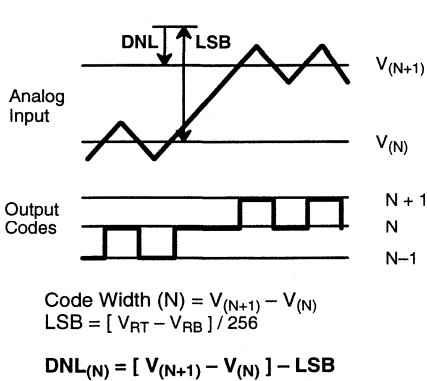 DNL LSB
V(N+1)
Analog
Input
V(N)
N + 1
Output
Codes
N
N–1
Code Width (N) = V(N+1) – V(N)
LSB = [ VRT – VRB ] / 256
DNL(N) = [ V(N+1) – V(N) ] – LSB